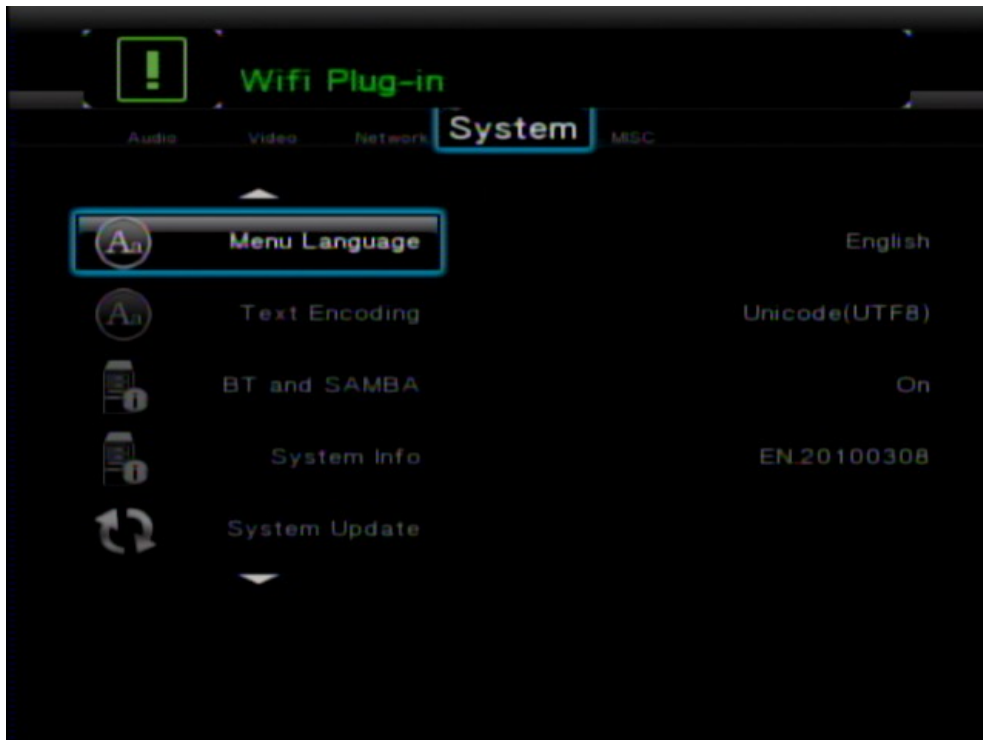 Wifi Plug-in
Audio Video Network System MISC
Menu Language English
Text Encoding Unicode(UTF8)
BT and SAMBA On
System Info EN.20100308
System Update